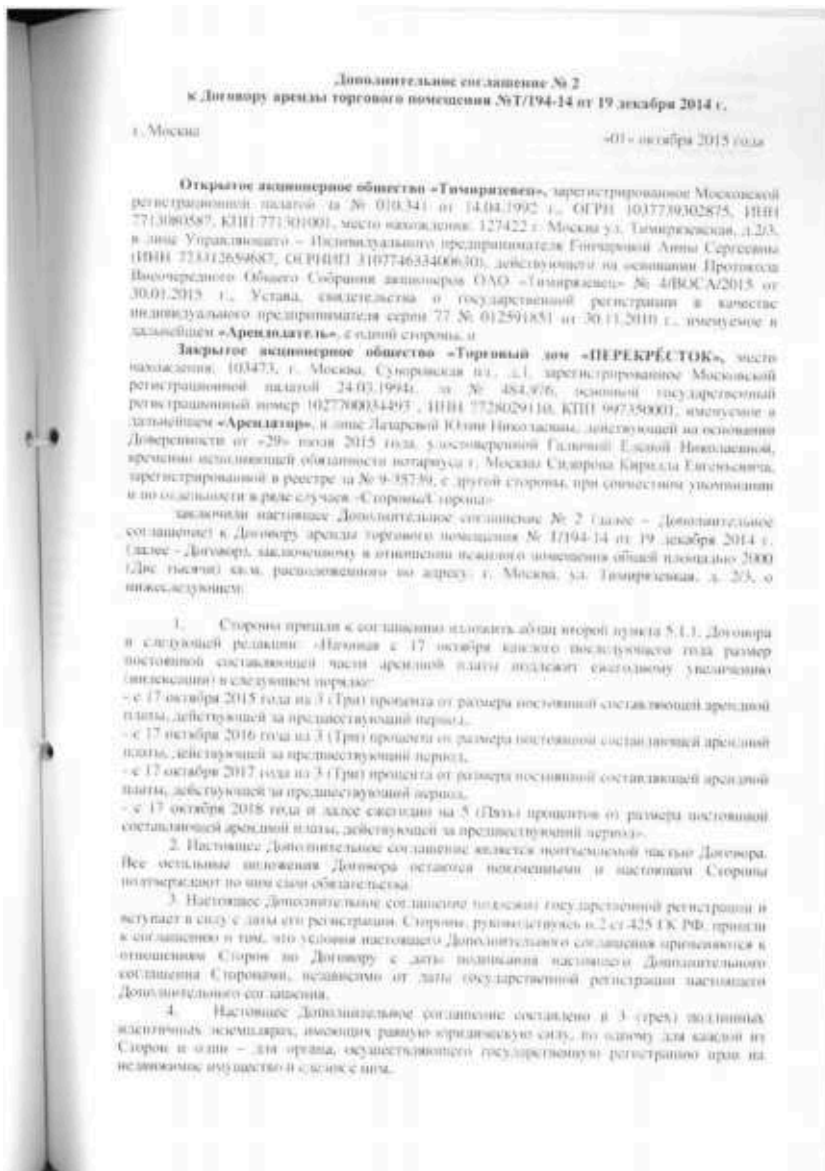 Дополнительное соглашение № 2
к Договору аренды торгового помещения №Т/194-14 от 19 декабря 2014 г.
г. Москва
«01» октября 2015 года
Открытое акционерное общество «Тимирязевец», зарегистрированное Московской
регистрационной палатой за № 010.341 от 14.04.1992 г., ОГРН 1037739302875, ИНН
7713080587, КПП 771301001, место нахождения: 127422 г. Москва ул. Тимирязевская, д.2/3,
в лице Управляющего – Индивидуального предпринимателя Гончаровой Анны Сергеевны
(ИНН 773312659687, ОГРНИП 310774633400630), действующего на основании Протокола
Внеочередного Общего Собрания акционеров ОАО «Тимирязевец» № 4/ВОСА/2015 от
30.01.2015 г., Устава, свидетельства о государственной регистрации в качестве
индивидуального предпринимателя серии 77 № 012591851 от 30.11.2010 г., именуемое в
дальнейшем «Арендодатель», с одной стороны, и
Закрытое акционерное общество «Торговый дом «ПЕРЕКРЁСТОК», место
нахождения: 103473, г. Москва, Суворовская пл., д.1, зарегистрированное Московской
регистрационной палатой 24.03.1994г. за № 484.976, основной государственный
регистрационный номер 1027700034493 , ИНН 7728029110, КПП 997350001, именуемое в
дальнейшем «Арендатор», в лице Лазаревой Юлии Николаевны, действующей на основании
Доверенности от «29» июля 2015 года, удостоверенной Галкиной Еленой Николаевной,
временно исполняющей обязанности нотариуса г. Москвы Сидорова Кирилла Евгеньевича,
зарегистрированной в реестре за № 9-35739, с другой стороны, при совместном упоминании
и по отдельности в ряде случаев «Стороны/Сторона»
заключили настоящее Дополнительное соглашение № 2 (далее – Дополнительное
соглашение) к Договору аренды торгового помещения № Т/194-14 от 19 декабря 2014 г.
(далее - Договор), заключенному в отношении нежилого помещения общей площадью 2000
(Две тысячи) кв.м. расположенного по адресу: г. Москва, ул. Тимирязевская, д. 2/3, о
нижеследующем:
1. Стороны пришли к соглашению изложить абзац второй пункта 5.1.1. Договора
в следующей редакции: «Начиная с 17 октября каждого последующего года размер
постоянной составляющей части арендной платы подлежит ежегодному увеличению
(индексации) в следующем порядке:
- с 17 октября 2015 года на 3 (Три) процента от размера постоянной составляющей арендной
платы, действующей за предшествующий период,
- с 17 октября 2016 года на 3 (Три) процента от размера постоянной составляющей арендной
платы, действующей за предшествующий период,
- с 17 октября 2017 года на 3 (Три) процента от размера постоянной составляющей арендной
платы, действующей за предшествующий период,
- с 17 октября 2018 года и далее ежегодно на 5 (Пять) процентов от размера постоянной
составляющей арендной платы, действующей за предшествующий период».
2. Настоящее Дополнительное соглашение является неотъемлемой частью Договора.
Все остальные положения Договора остаются неизменными и настоящим Стороны
подтверждают по ним свои обязательства.
3. Настоящее Дополнительное соглашение подлежит государственной регистрации и
вступает в силу с даты его регистрации. Стороны, руководствуясь п.2 ст.425 ГК РФ, пришли
к соглашению о том, что условия настоящего Дополнительного соглашения применяются к
отношениям Сторон по Договору с даты подписания настоящего Дополнительного
соглашения Сторонами, независимо от даты государственной регистрации настоящего
Дополнительного соглашения.
4. Настоящее Дополнительное соглашение составлено в 3 (трех) подлинных
идентичных экземплярах, имеющих равную юридическую силу, по одному для каждой из
Сторон и один – для органа, осуществляющего государственную регистрацию прав на
недвижимое имущество и сделок с ним.